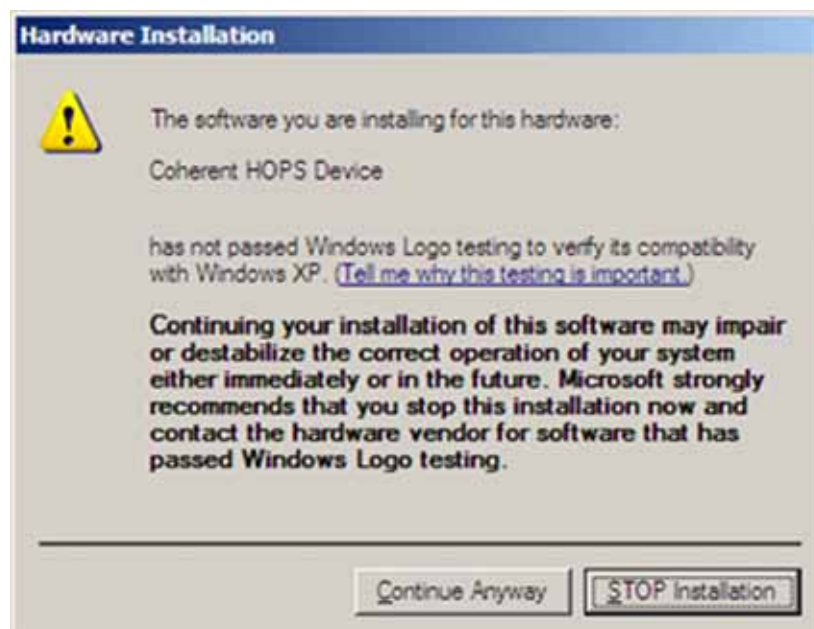 Hardware Installation
The software you are installing for this hardware:
Coherent HOPS Device
has not passed Windows Logo testing to verify its compatibility
with Windows XP. (Tell me why this testing is important.)
Continuing your installation of this software may impair
or destabilize the correct operation of your system
either immediately or in the future. Microsoft strongly
recommends that you stop this installation now and
contact the hardware vendor for software that has
passed Windows Logo testing.
Continue Anyway
STOP Installation